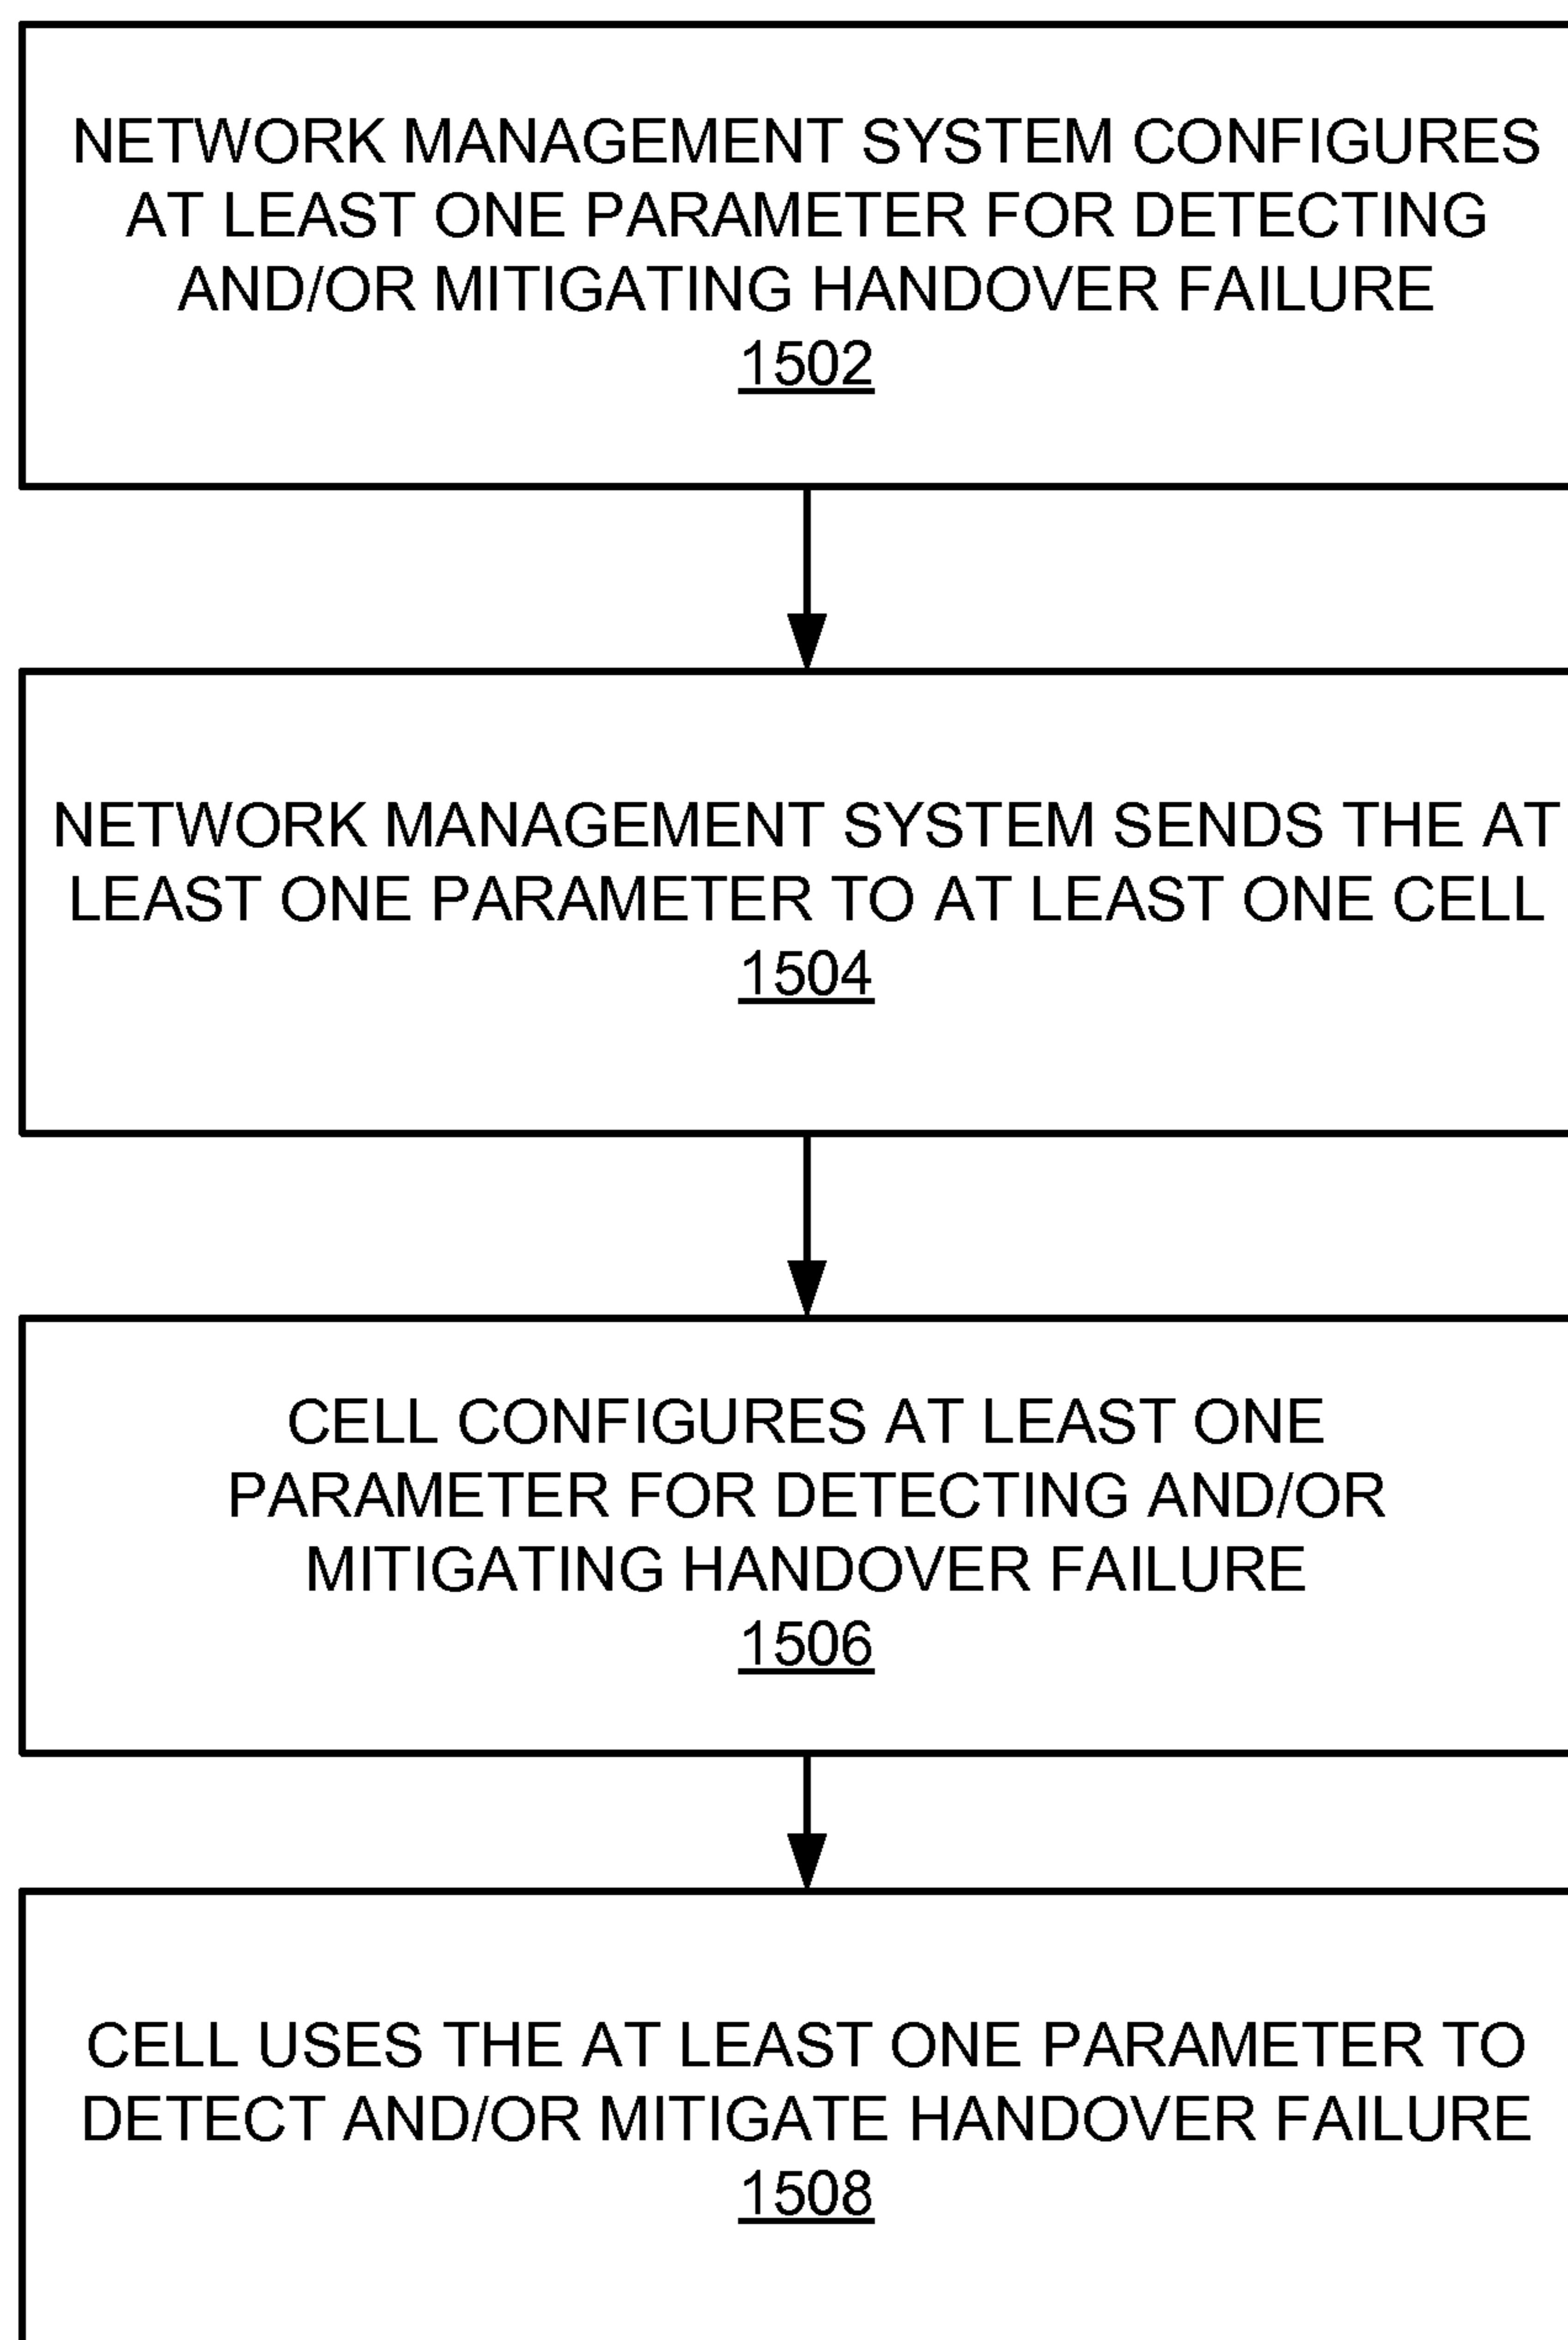 NETWORK MANAGEMENT SYSTEM CONFIGURES
AT LEAST ONE PARAMETER FOR DETECTING
AND/OR MITIGATING HANDOVER FAILURE
1502
NETWORK MANAGEMENT SYSTEM SENDS THE AT
LEAST ONE PARAMETER TO AT LEAST ONE CELL
1504
CELL CONFIGURES AT LEAST ONE
PARAMETER FOR DETECTING AND/OR
MITIGATING HANDOVER FAILURE
1506
CELL USES THE AT LEAST ONE PARAMETER TO
DETECT AND/OR MITIGATE HANDOVER FAILURE
1508